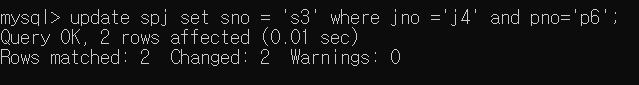 mysql> update spj set sno = 's3' where jno ='j4' and pno='p6';
Query OK, 2 rows affected (0.01 sec)
Rows matched: 2  Changed: 2  Warnings: 0